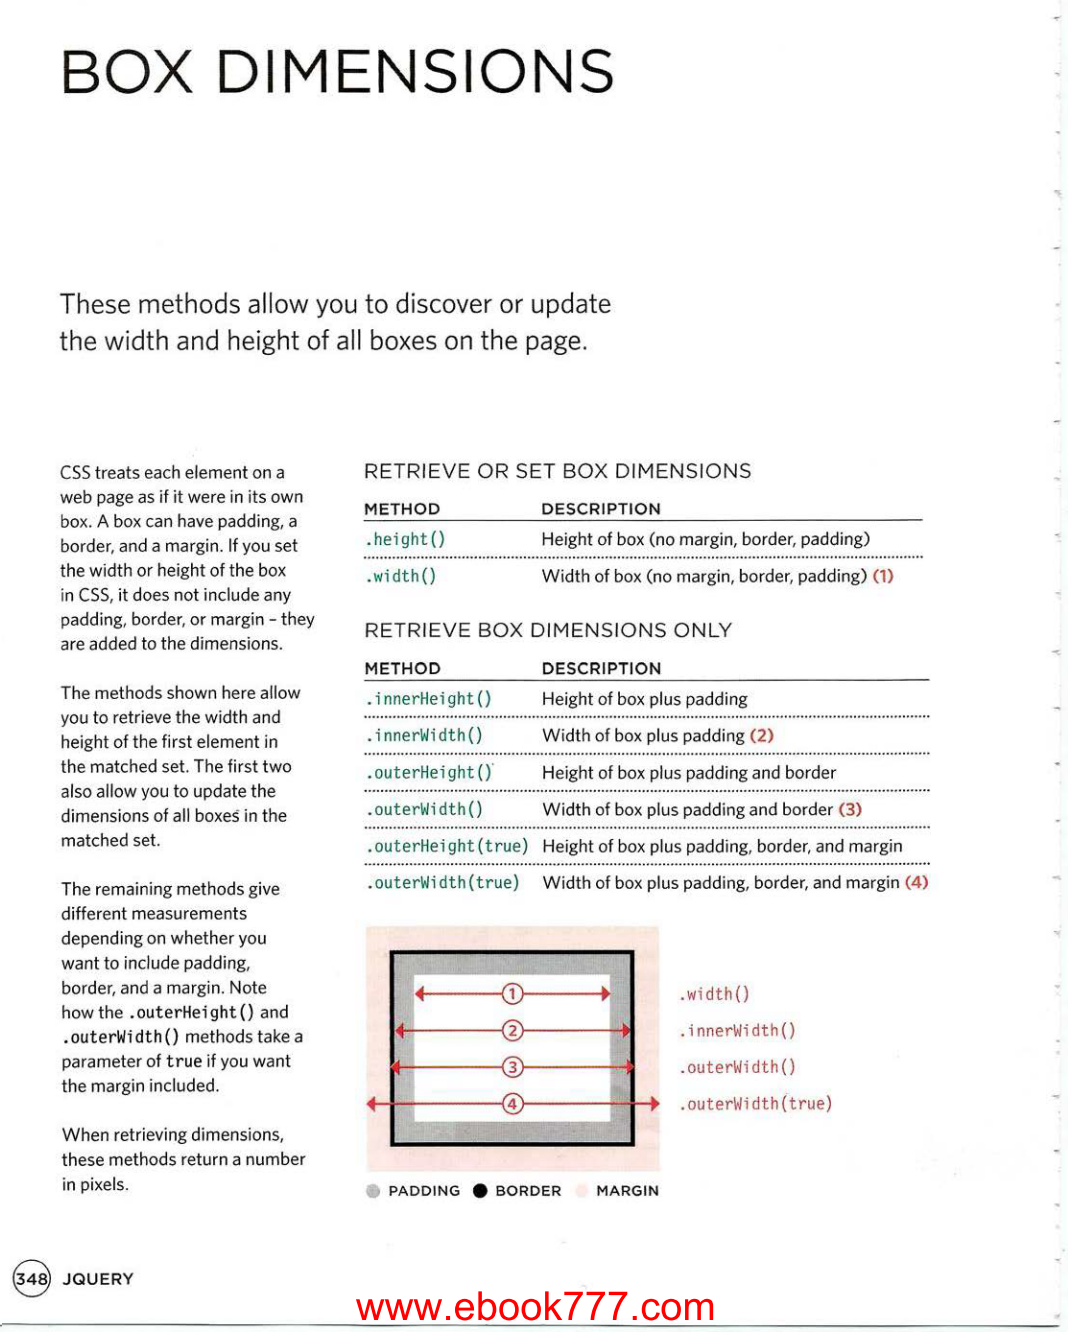 BOX DIMENSIONS
These methods allow you to discover or update
the width and height of all boxes on the page.
CSS treats each element on a
web page as if it were in its own
box. A box can have padding, a
border, and a margin. If you set
the width or height of the box
in CSS, it does not include any
padding, border, or margin – they
are added to the dimensions.
The methods shown here allow
you to retrieve the width and
height of the first element in
the matched set. The first two
also allow you to update the
dimensions of all boxes in the
matched set.
The remaining methods give
different measurements
depending on whether you
want to include padding,
border, and a margin. Note
how the .outerHeight() and
.outerWidth() methods take a
parameter of true if you want
the margin included.
When retrieving dimensions,
these methods return a number
in pixels.
RETRIEVE OR SET BOX DIMENSIONS
METHOD DESCRIPTION
.height() Height of box (no margin, border, padding)
.width() Width of box (no margin, border, padding) (1)
RETRIEVE BOX DIMENSIONS ONLY
METHOD DESCRIPTION
.innerHeight() Height of box plus padding
.innerWidth() Width of box plus padding (2)
.outerHeight() Height of box plus padding and border
.outerWidth() Width of box plus padding and border (3)
.outerHeight(true) Height of box plus padding, border, and margin
.outerWidth(true) Width of box plus padding, border, and margin (4)
1 .width()
2 .innerWidth()
3 .outerWidth()
4 .outerWidth(true)
PADDING BORDER MARGIN
348 JQUERY
www.ebook777.com